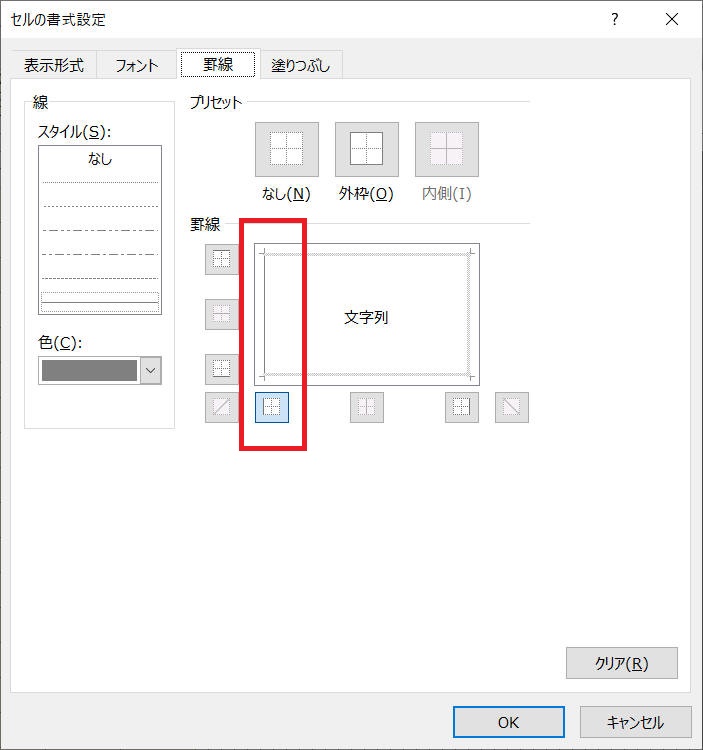 セルの書式設定
表示形式 フォント 罫線 塗りつぶし
線
スタイル(S):
なし
色(C):
プリセット
なし(N) 外枠(O) 内側(I)
罫線
文字列
クリア(R)
OK キャンセル